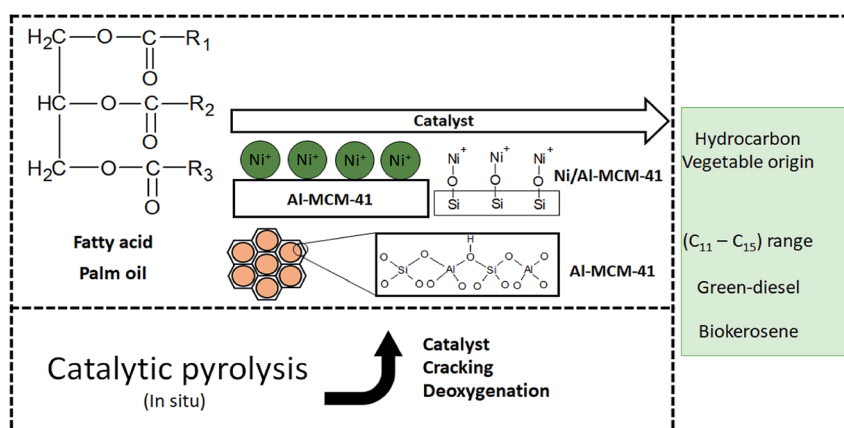 H₂C—O—C—R₁
O
HC—O—C—R₂
O
H₂C—O—C—R₃
O
Fatty acid
Palm oil
Catalyst
Ni⁺ Ni⁺ Ni⁺ Ni⁺
Al-MCM-41
Ni⁺ Ni⁺ Ni⁺
O O O
Si Si Si
Ni/Al-MCM-41
H
O O O O
Si Al Si Al
O O O O O O O O
Al-MCM-41
Hydrocarbon
Vegetable origin
(C₁₁ – C₁₅) range
Green-diesel
Biokerosene
Catalytic pyrolysis
(In situ)
Catalyst
Cracking
Deoxygenation